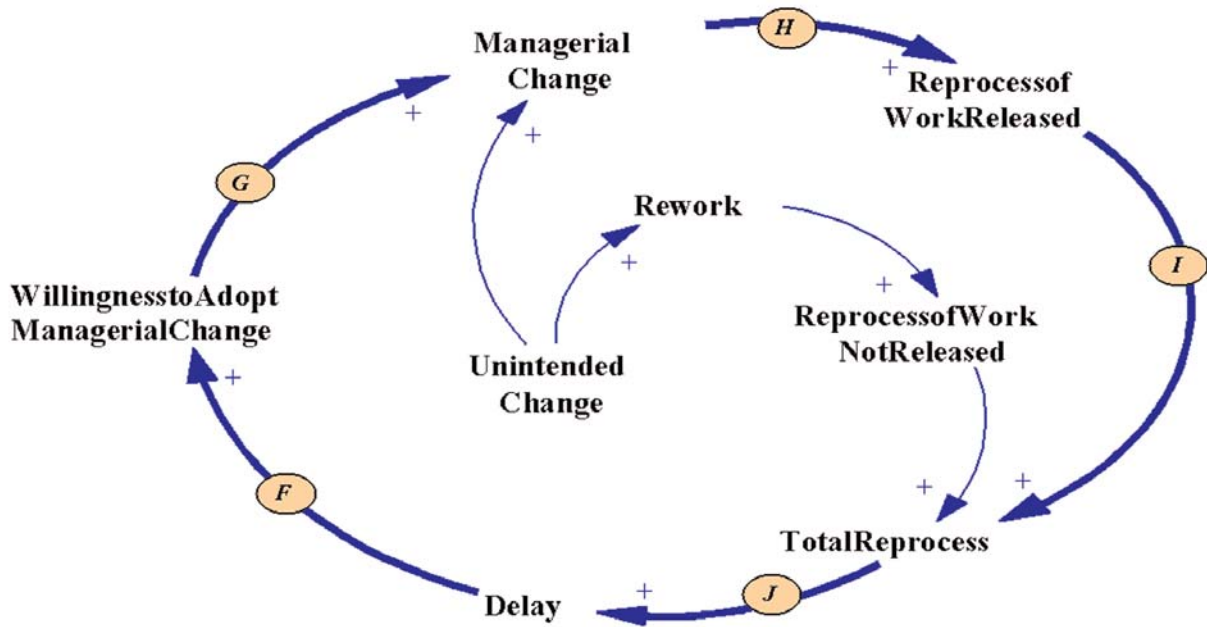 H
Managerial
Change
+
Reprocessof
WorkReleased
+
+
G
Rework
+
I
WillingnesstoAdopt
ManagerialChange
+
ReprocessofWork
NotReleased
Unintended
Change
+
F
+
+
TotalReprocess
+
J
Delay